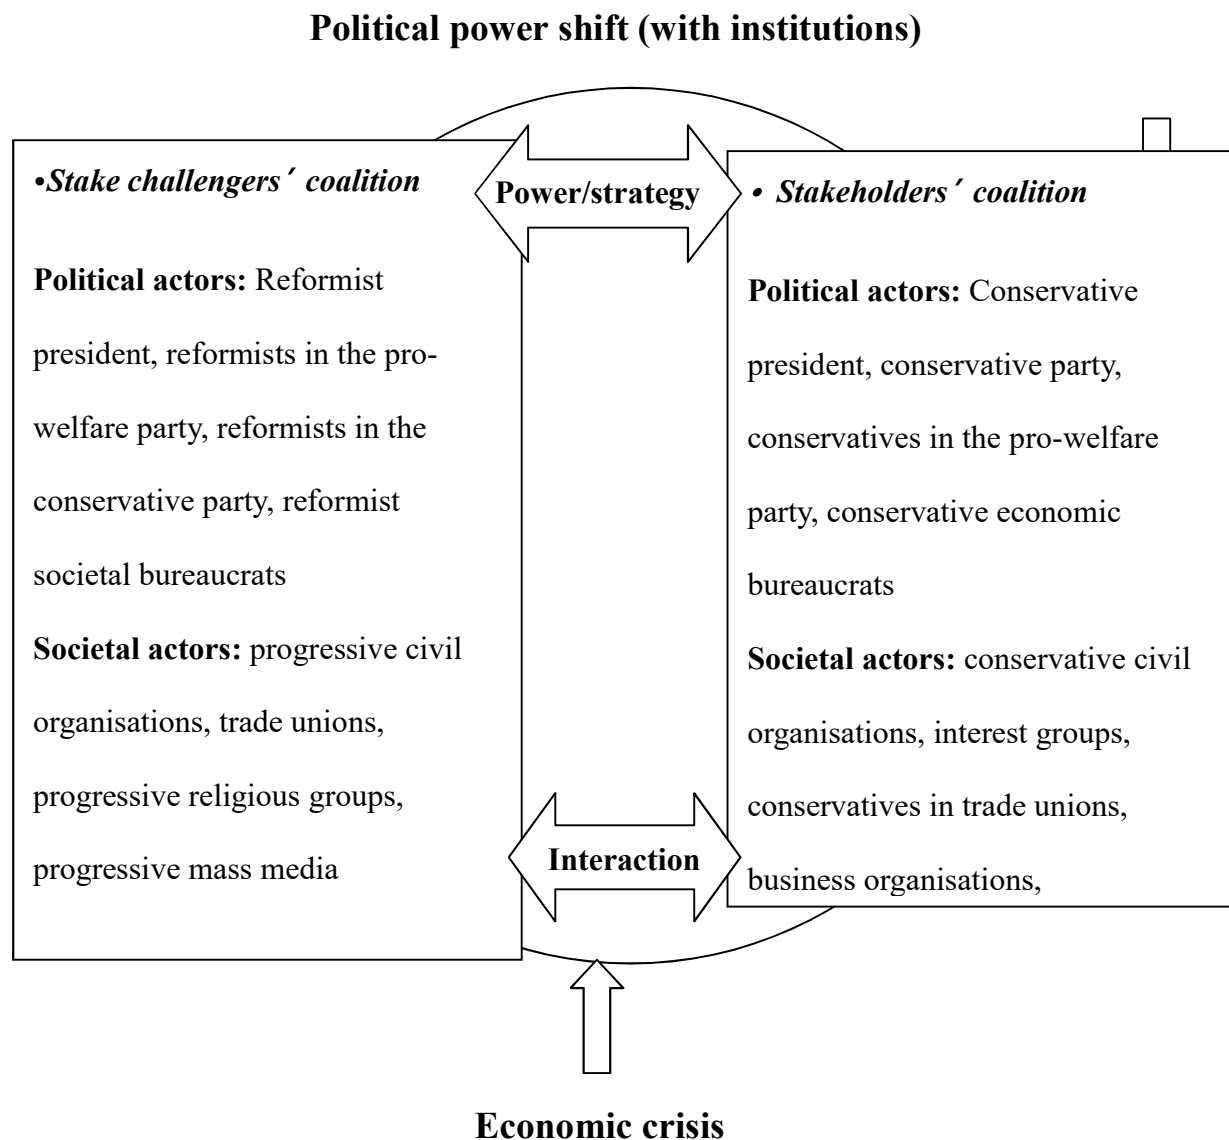 Political power shift (with institutions)
•Stake challengers′ coalition
Political actors: Reformist
president, reformists in the pro-
welfare party, reformists in the
conservative party, reformist
societal bureaucrats
Societal actors: progressive civil
organisations, trade unions,
progressive religious groups,
progressive mass media
Power/strategy
Interaction
• Stakeholders′ coalition
Political actors: Conservative
president, conservative party,
conservatives in the pro-welfare
party, conservative economic
bureaucrats
Societal actors: conservative civil
organisations, interest groups,
conservatives in trade unions,
business organisations,
Economic crisis